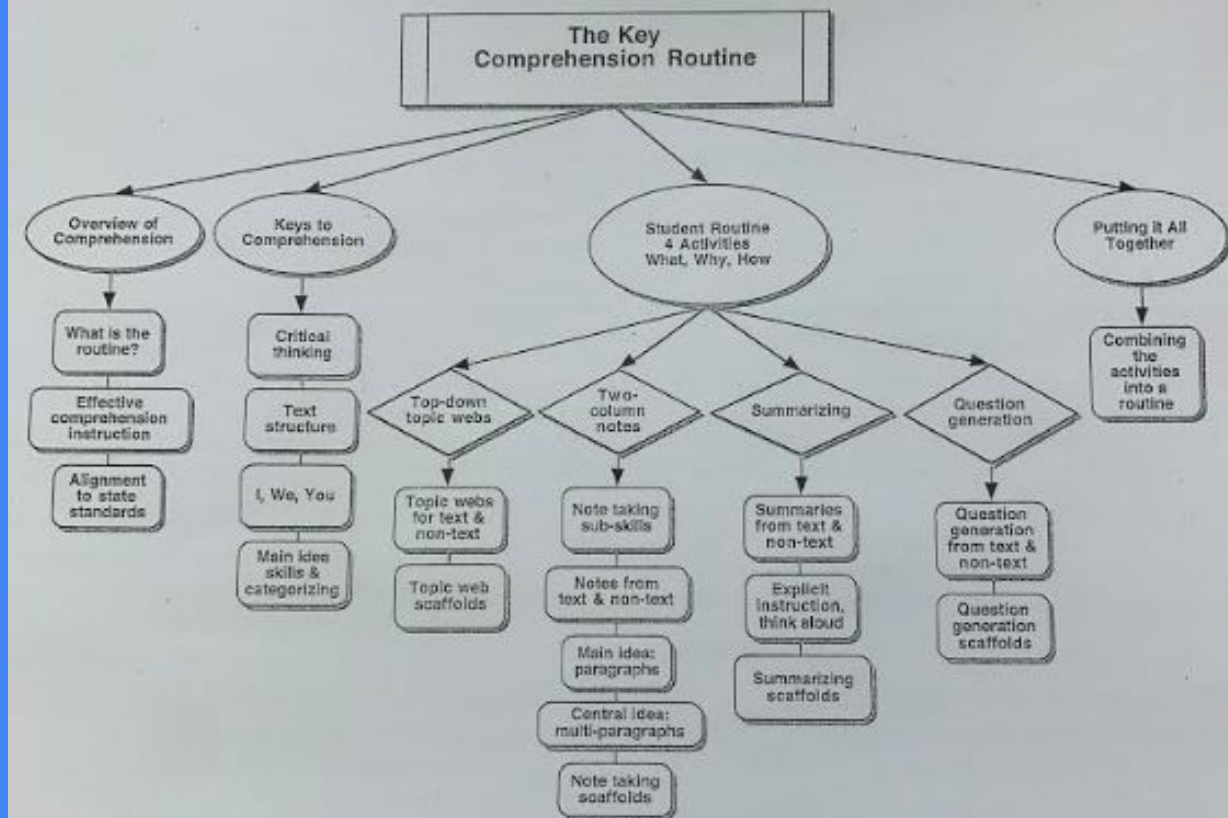 The Key
Comprehension Routine
Overview of
Comprehension
Keys to
Comprehension
Student Routine
4 Activities
What, Why, How
Putting it All
Together
What is the
routine?
Effective
comprehension
instruction
Alignment
to state
standards
Critical
thinking
Text
structure
I, We, You
Main idea
skills &
categorizing
Top-down
topic webs
Topic webs
for text &
non-text
Topic web
scaffolds
Two-
column
notes
Note taking
sub-skills
Notes from
text & non-text
Main idea:
paragraphs
Central idea:
multi-paragraphs
Note taking
scaffolds
Summarizing
Summaries
from text &
non-text
Explicit
instruction,
think aloud
Summarizing
scaffolds
Question
generation
Question
generation
from text &
non-text
Question
generation
scaffolds
Combining
the
activities
into a
routine